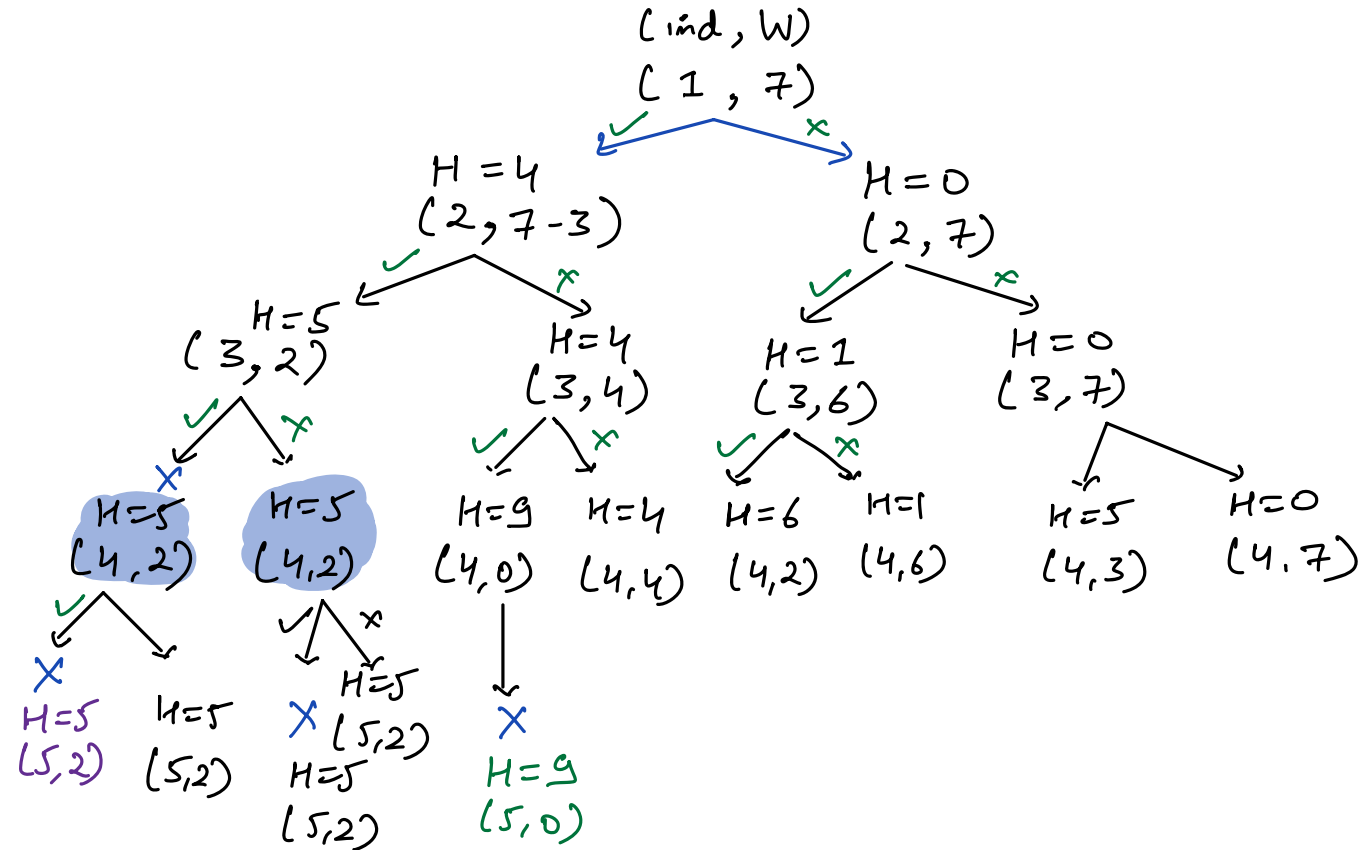 (ind, W)
(1, 7)
✓ x
H = 4
(2, 7-3)
H = 0
(2, 7)
✓ x
✓ x
H=5
(3, 2)
H=4
(3, 4)
H = 1
(3, 6)
H = 0
(3, 7)
✓ x
✓ x
✓ x
X
H=5
(4, 2)
H=5
(4,2)
H=9
(4,0)
H=4
(4,4)
H=6
(4,2)
H=1
(4,6)
H=5
(4,3)
H=0
(4.7)
✓
✓ x
X
H=5
(5,2)
H=5
(5,2)
X
H=5
(5,2)
H=5
(5,2)
X
H=9
(5,0)